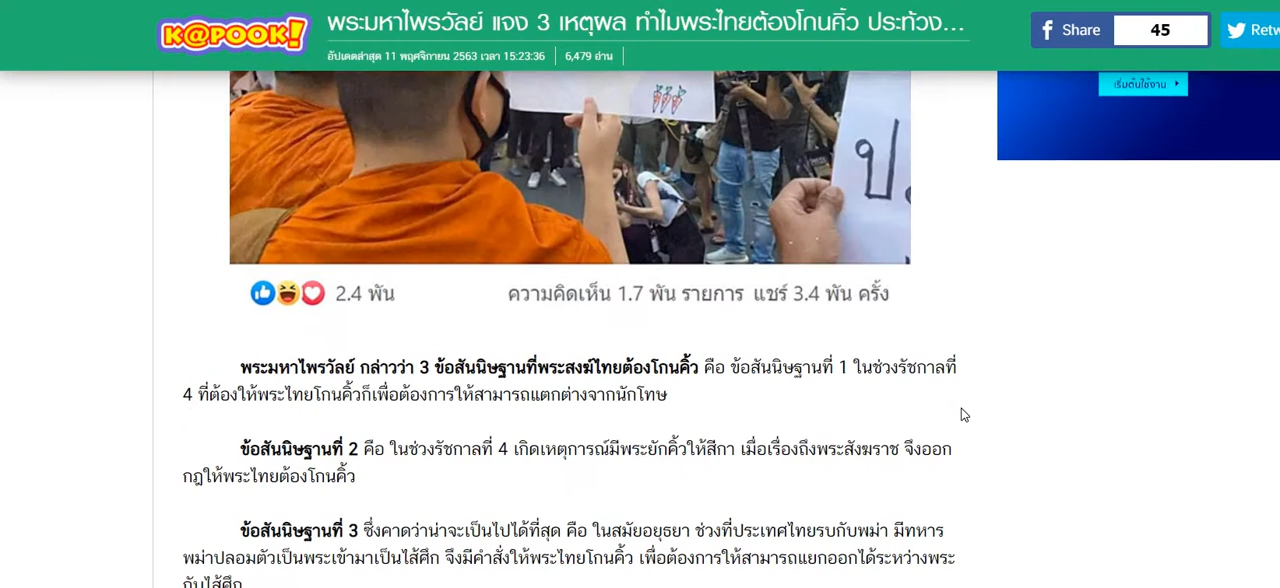 K@POOK!
พระมหาไพรวัลย์ แจง 3 เหตุผล ทำไมพระไทยต้องโกนคิ้ว ประท้วง...
อัปเดตล่าสุด 11 พฤศจิกายน 2563 เวลา 15:23:36 6,479 อ่าน
Share 45
Retw
เริ่มต้นใช้งาน
ป
2.4 พัน ความคิดเห็น 1.7 พัน รายการ แชร์ 3.4 พัน ครั้ง
พระมหาไพรวัลย์ กล่าวว่า 3 ข้อสันนิษฐานที่พระสงฆ์ไทยต้องโกนคิ้ว คือ ข้อสันนิษฐานที่ 1 ในช่วงรัชกาลที่
4 ที่ต้องให้พระไทยโกนคิ้วก็เพื่อต้องการให้สามารถแตกต่างจากนักโทษ
ข้อสันนิษฐานที่ 2 คือ ในช่วงรัชกาลที่ 4 เกิดเหตุการณ์มีพระยักคิ้วให้สีกา เมื่อเรื่องถึงพระสังฆราช จึงออก
กฎให้พระไทยต้องโกนคิ้ว
ข้อสันนิษฐานที่ 3 ซึ่งคาดว่าน่าจะเป็นไปได้ที่สุด คือ ในสมัยอยุธยา ช่วงที่ประเทศไทยรบกับพม่า มีทหาร
พม่าปลอมตัวเป็นพระเข้ามาเป็นไส้ศึก จึงมีคำสั่งให้พระไทยโกนคิ้ว เพื่อต้องการให้สามารถแยกออกได้ระหว่างพระ
กับไส้ศึก